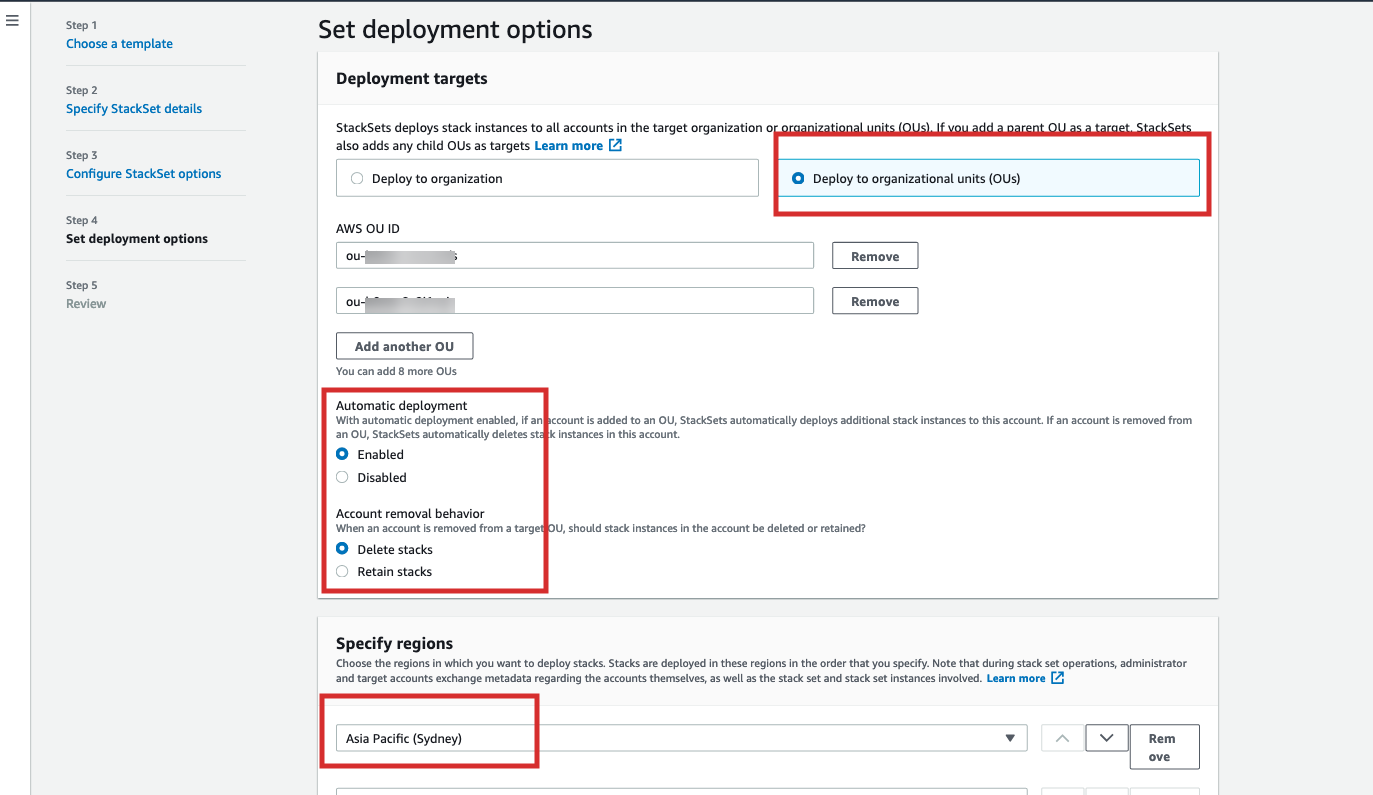 Step 1
Choose a template
Step 2
Specify StackSet details
Step 3
Configure StackSet options
Step 4
Set deployment options
Step 5
Review
Set deployment options
Deployment targets
StackSets deploys stack instances to all accounts in the target organization or organizational units (OUs). If you add a parent OU as a target, StackSets
also adds any child OUs as targets Learn more
Deploy to organization
Deploy to organizational units (OUs)
AWS OU ID
ou-
Remove
ou-
Remove
Add another OU
You can add 8 more OUs
Automatic deployment
With automatic deployment enabled, if an account is added to an OU, StackSets automatically deploys additional stack instances to this account. If an account is removed from
an OU, StackSets automatically deletes stack instances in this account.
Enabled
Disabled
Account removal behavior
When an account is removed from a target OU, should stack instances in the account be deleted or retained?
Delete stacks
Retain stacks
Specify regions
Choose the regions in which you want to deploy stacks. Stacks are deployed in these regions in the order that you specify. Note that during stack set operations, administrator
and target accounts exchange metadata regarding the accounts themselves, as well as the stack set and stack set instances involved. Learn more
Asia Pacific (Sydney)
Rem
ove